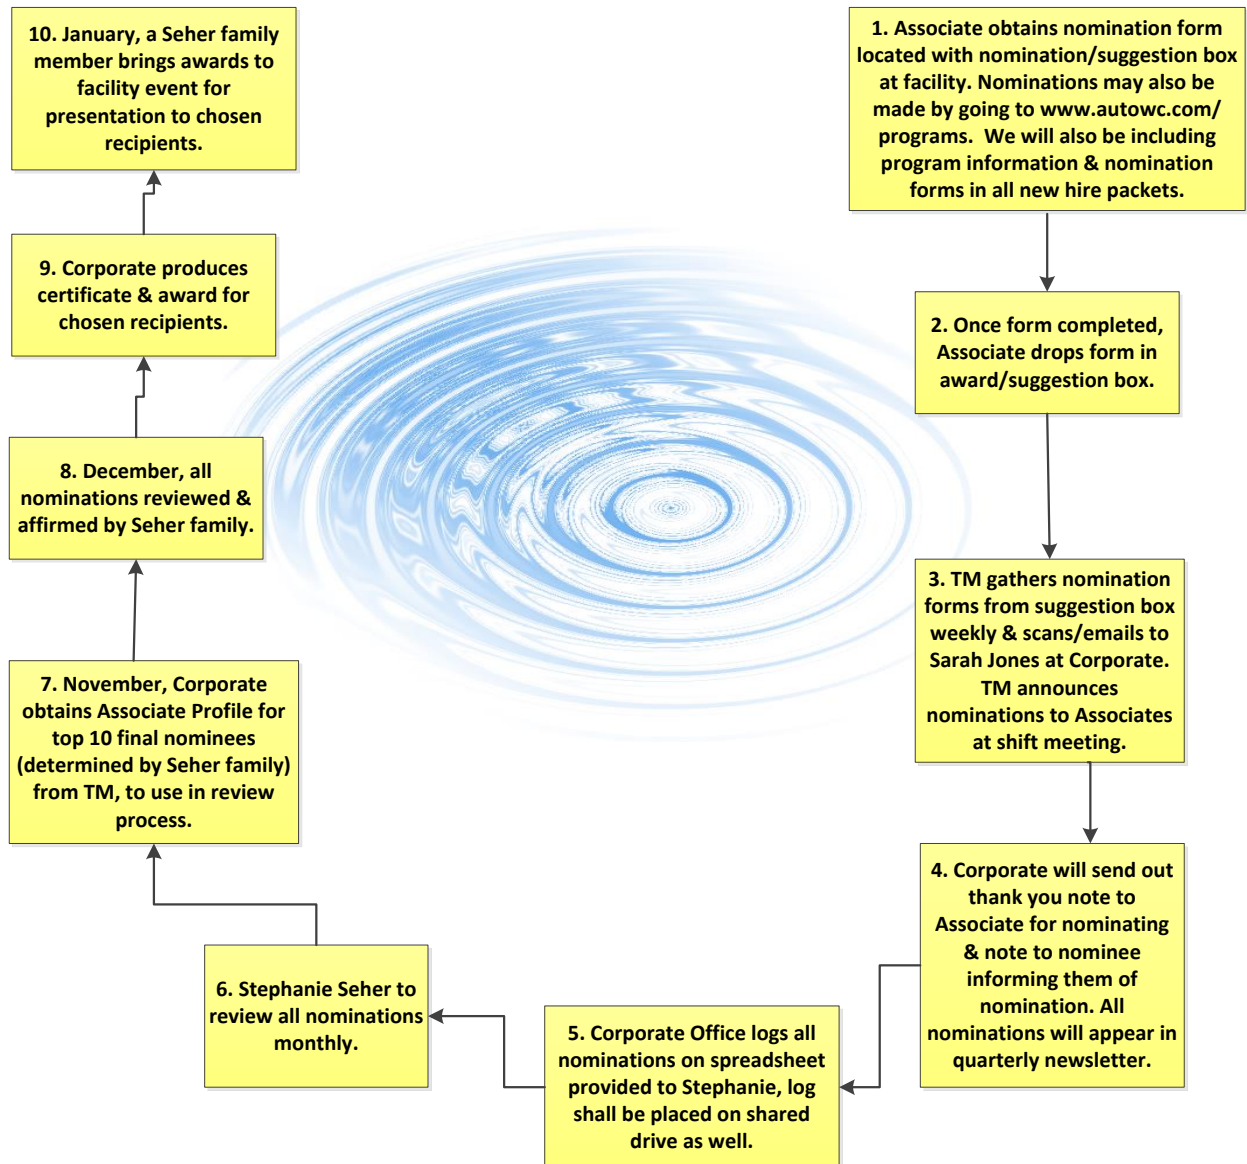 1. Associate obtains nomination form
located with nomination/suggestion box
at facility. Nominations may also be
made by going to www.autowc.com/
programs.  We will also be including
program information & nomination
forms in all new hire packets.
2. Once form completed,
Associate drops form in
award/suggestion box.
3. TM gathers nomination
forms from suggestion box
weekly & scans/emails to
Sarah Jones at Corporate.
TM announces
nominations to Associates
at shift meeting.
4. Corporate will send out
thank you note to
Associate for nominating
& note to nominee
informing them of
nomination. All
nominations will appear in
quarterly newsletter.
5. Corporate Office logs all
nominations on spreadsheet
provided to Stephanie, log
shall be placed on shared
drive as well.
6. Stephanie Seher to
review all nominations
monthly.
7. November, Corporate
obtains Associate Profile for
top 10 final nominees
(determined by Seher family)
from TM, to use in review
process.
8. December, all
nominations reviewed &
affirmed by Seher family.
9. Corporate produces
certificate & award for
chosen recipients.
10. January, a Seher family
member brings awards to
facility event for
presentation to chosen
recipients.